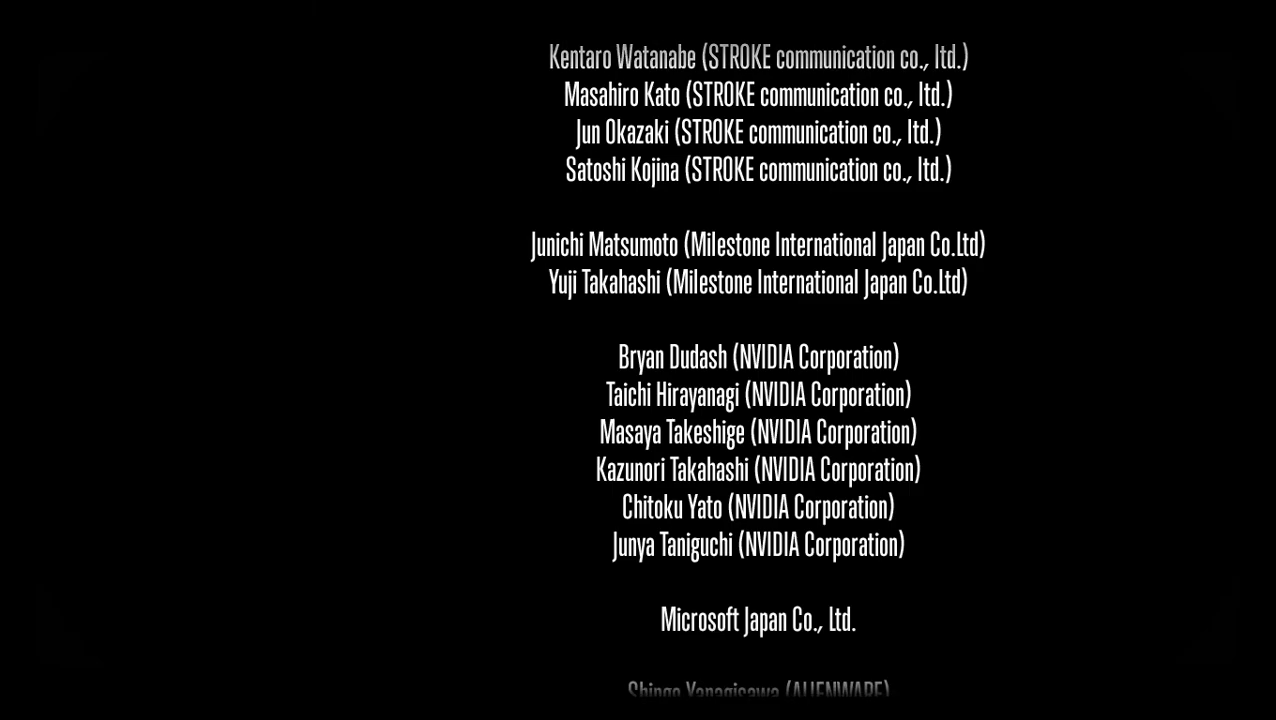 Kentaro Watanabe (STROKE communication co., ltd.)
Masahiro Kato (STROKE communication co., ltd.)
Jun Okazaki (STROKE communication co., ltd.)
Satoshi Kojina (STROKE communication co., ltd.)
Junichi Matsumoto (Milestone International Japan Co.Ltd)
Yuji Takahashi (Milestone International Japan Co.Ltd)
Bryan Dudash (NVIDIA Corporation)
Taichi Hirayanagi (NVIDIA Corporation)
Masaya Takeshige (NVIDIA Corporation)
Kazunori Takahashi (NVIDIA Corporation)
Chitoku Yato (NVIDIA Corporation)
Junya Taniguchi (NVIDIA Corporation)
Microsoft Japan Co., Ltd.
Shingo Yanagisawa (ALIENWARE)